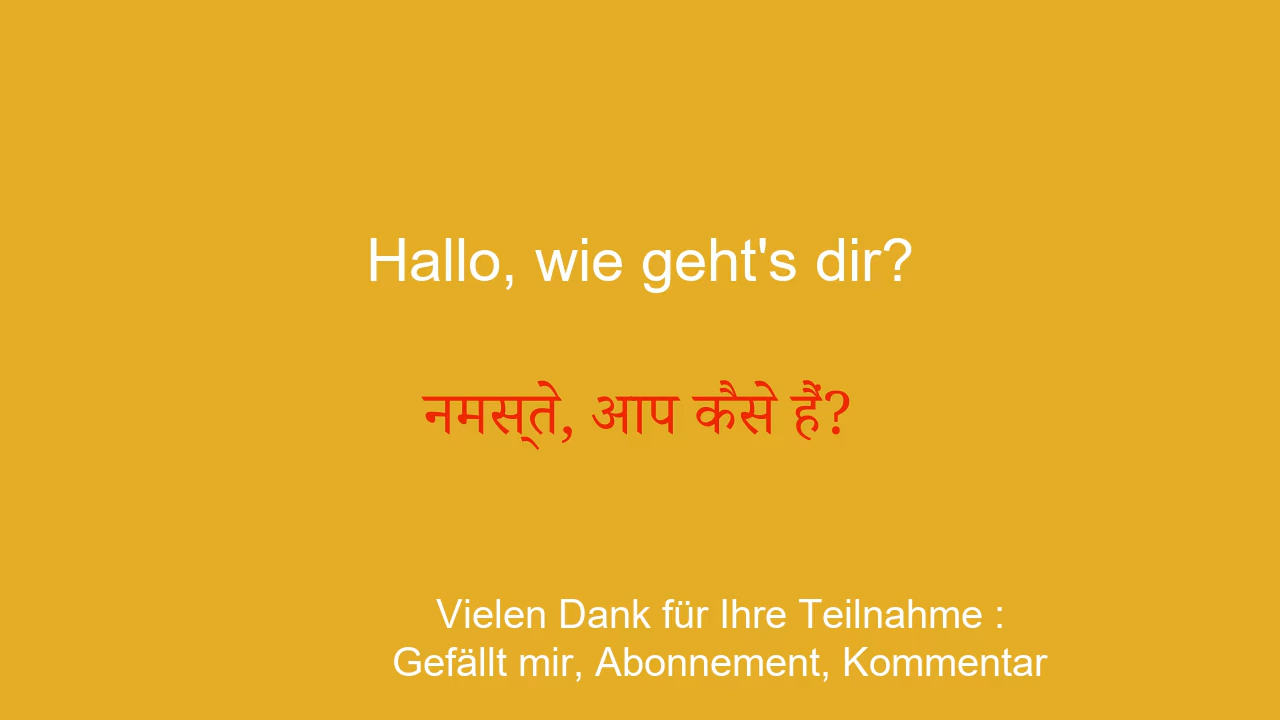 Hallo, wie geht's dir?
नमस्ते, आप कैसे हैं?
Vielen Dank für Ihre Teilnahme :
Gefällt mir, Abonnement, Kommentar